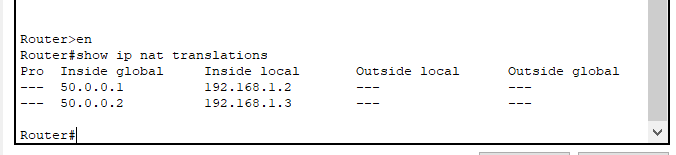 Router>en
Router#show ip nat translations
Pro  Inside global     Inside local       Outside local      Outside global
---  50.0.0.1          192.168.1.2        ---                ---
---  50.0.0.2          192.168.1.3        ---                ---
Router#